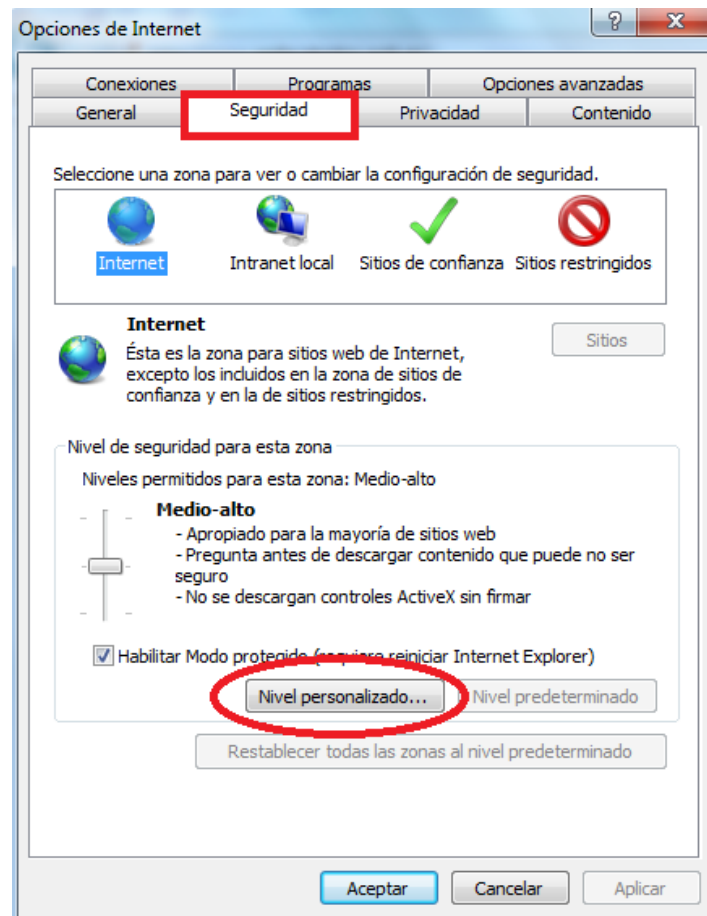 Opciones de Internet
Conexiones Programas Opciones avanzadas
General Seguridad Privacidad Contenido
Seleccione una zona para ver o cambiar la configuración de seguridad.
Internet Intranet local Sitios de confianza Sitios restringidos
Internet
Sitios
Ésta es la zona para sitios web de Internet,
excepto los incluidos en la zona de sitios de
confianza y en la de sitios restringidos.
Nivel de seguridad para esta zona
Niveles permitidos para esta zona: Medio-alto
Medio-alto
- Apropiado para la mayoría de sitios web
- Pregunta antes de descargar contenido que puede no ser
seguro
- No se descargan controles ActiveX sin firmar
Habilitar Modo protegido (requiere reiniciar Internet Explorer)
Nivel personalizado... Nivel predeterminado
Restablecer todas las zonas al nivel predeterminado
Aceptar Cancelar Aplicar